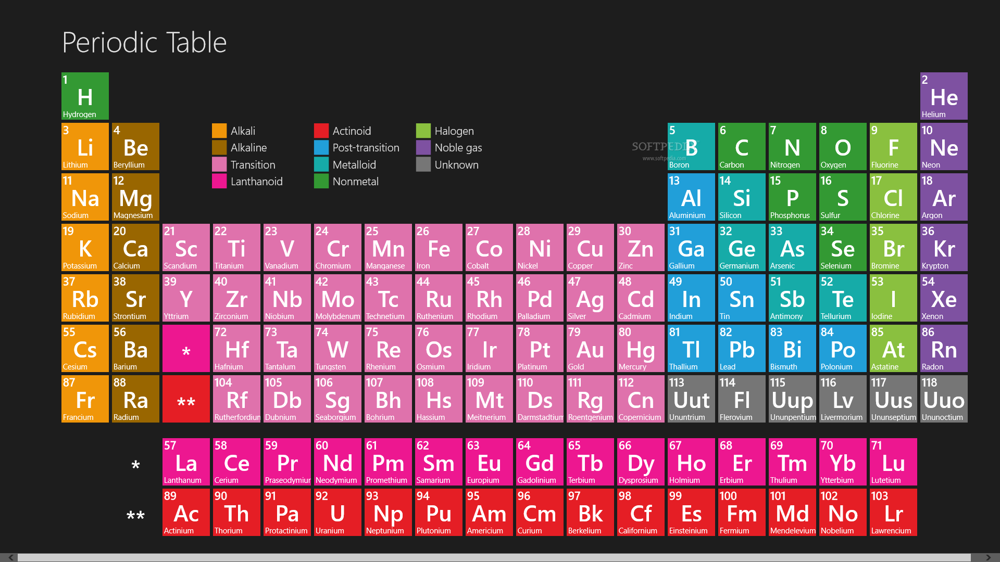 Periodic Table
1
H
Hydrogen
2
He
Helium
Alkali
Alkaline
Transition
Lanthanoid
Actinoid
Post-transition
Metalloid
Nonmetal
Halogen
Noble gas
Unknown
SOFTPEDIA
www.softpedia.com
3
Li
Lithium
4
Be
Beryllium
5
B
Boron
6
C
Carbon
7
N
Nitrogen
8
O
Oxygen
9
F
Fluorine
10
Ne
Neon
11
Na
Sodium
12
Mg
Magnesium
13
Al
Aluminium
14
Si
Silicon
15
P
Phosphorus
16
S
Sulfur
17
Cl
Chlorine
18
Ar
Argon
19
K
Potassium
20
Ca
Calcium
21
Sc
Scandium
22
Ti
Titanium
23
V
Vanadium
24
Cr
Chromium
25
Mn
Manganese
26
Fe
Iron
27
Co
Cobalt
28
Ni
Nickel
29
Cu
Copper
30
Zn
Zinc
31
Ga
Gallium
32
Ge
Germanium
33
As
Arsenic
34
Se
Selenium
35
Br
Bromine
36
Kr
Krypton
37
Rb
Rubidium
38
Sr
Strontium
39
Y
Yttrium
40
Zr
Zirconium
41
Nb
Niobium
42
Mo
Molybdenum
43
Tc
Technetium
44
Ru
Ruthenium
45
Rh
Rhodium
46
Pd
Palladium
47
Ag
Silver
48
Cd
Cadmium
49
In
Indium
50
Sn
Tin
51
Sb
Antimony
52
Te
Tellurium
53
I
Iodine
54
Xe
Xenon
55
Cs
Cesium
56
Ba
Barium
*
72
Hf
Hafnium
73
Ta
Tantalum
74
W
Tungsten
75
Re
Rhenium
76
Os
Osmium
77
Ir
Iridium
78
Pt
Platinum
79
Au
Gold
80
Hg
Mercury
81
Tl
Thallium
82
Pb
Lead
83
Bi
Bismuth
84
Po
Polonium
85
At
Astatine
86
Rn
Radon
87
Fr
Francium
88
Ra
Radium
**
104
Rf
Rutherfordiun
105
Db
Dubnium
106
Sg
Seaborgium
107
Bh
Bohrium
108
Hs
Hassium
109
Mt
Meitnerium
110
Ds
Darmstadtium
111
Rg
Roentgenium
112
Cn
Copernicium
113
Uut
Ununtrium
114
Fl
Flerovium
115
Uup
Ununpentium
116
Lv
Livermorium
117
Uus
Ununseptium
118
Uuo
Ununoctium
*
57
La
Lanthanum
58
Ce
Cerium
59
Pr
Praseodymiur
60
Nd
Neodymium
61
Pm
Promethium
62
Sm
Samarium
63
Eu
Europium
64
Gd
Gadolinium
65
Tb
Terbium
66
Dy
Dysprosium
67
Ho
Holmium
68
Er
Erbium
69
Tm
Thulium
70
Yb
Ytterbium
71
Lu
Lutetium
**
89
Ac
Actinium
90
Th
Thorium
91
Pa
Protactinium
92
U
Uranium
93
Np
Neptunium
94
Pu
Plutonium
95
Am
Americium
96
Cm
Curium
97
Bk
Berkelium
98
Cf
Californium
99
Es
Einsteinium
100
Fm
Fermium
101
Md
Mendelevium
102
No
Nobelium
103
Lr
Lawrencium